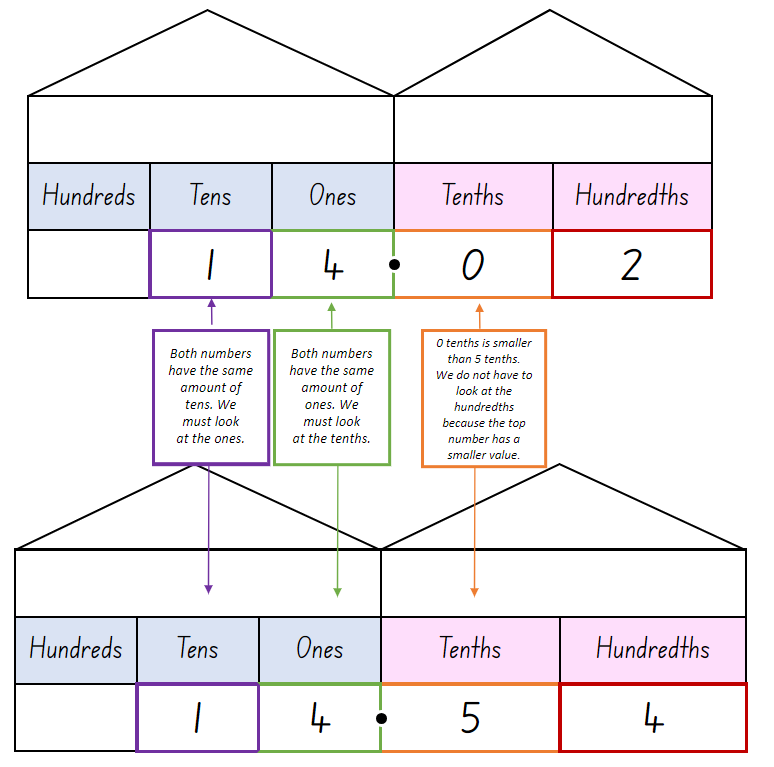 Hundreds Tens Ones Tenths Hundredths
1 4 . 0 2
Both numbers
have the same
amount of
tens. We
must look
at the ones.
Both numbers
have the same
amount of
ones. We
must look
at the tenths.
0 tenths is smaller
than 5 tenths.
We do not have to
look at the
hundredths
because the top
number has a
smaller value.
Hundreds Tens Ones Tenths Hundredths
1 4 . 5 4